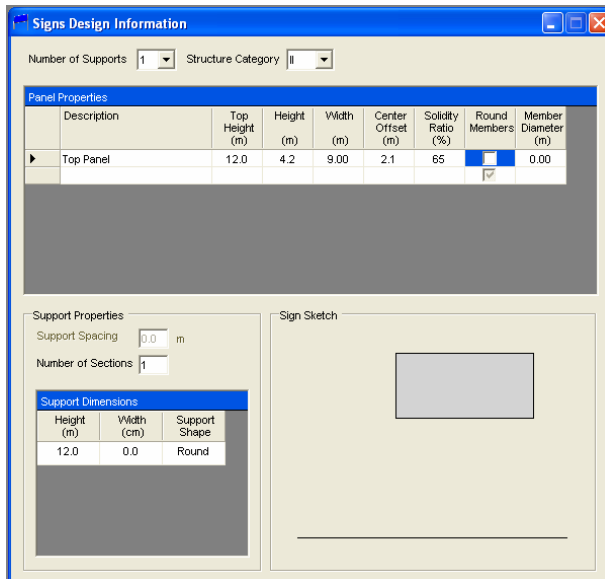 Signs Design Information
Number of Supports 1 Structure Category II
Panel Properties
Description Top Height (m) Height (m) Width (m) Center Offset (m) Solidity Ratio (%) Round Members Member Diameter (m)
Top Panel 12.0 4.2 9.00 2.1 65 0.00
Support Properties
Support Spacing 0.0 m
Number of Sections 1
Support Dimensions
Height (m) Width (cm) Support Shape
12.0 0.0 Round
Sign Sketch